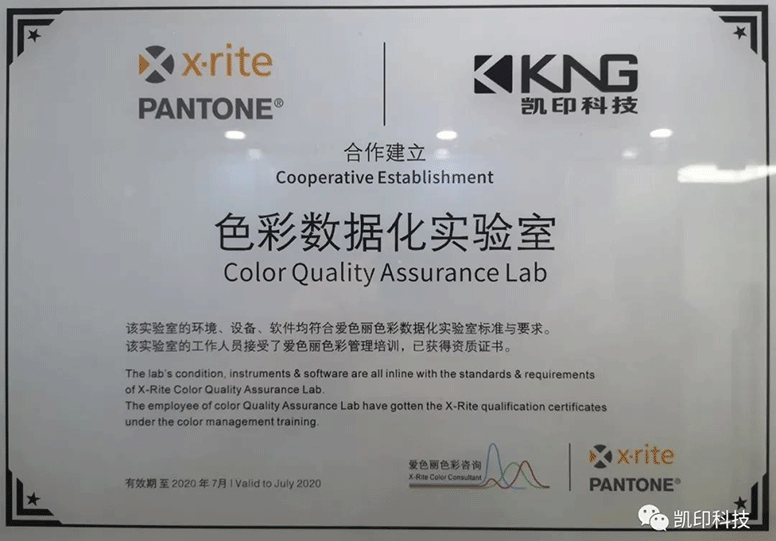 x·rite
PANTONE®
KNG
凯印科技
合作建立
Cooperative Establishment
色彩数据化实验室
Color Quality Assurance Lab
该实验室的环境、设备、软件均符合爱色丽色彩数据化实验室标准与要求。
该实验室的工作人员接受了爱色丽色彩管理培训，已获得资质证书。
The lab's condition, instruments & software are all inline with the standards & requirements
of X-Rite Color Quality Assurance Lab.
The employee of color Quality Assurance Lab have gotten the X-Rite qualification certificates
under the color management training.
有效期 至 2020 年 7月 I Valid to July 2020
爱色丽色彩咨询
X-Rite Color Consultant
x·rite
PANTONE®
凯印科技